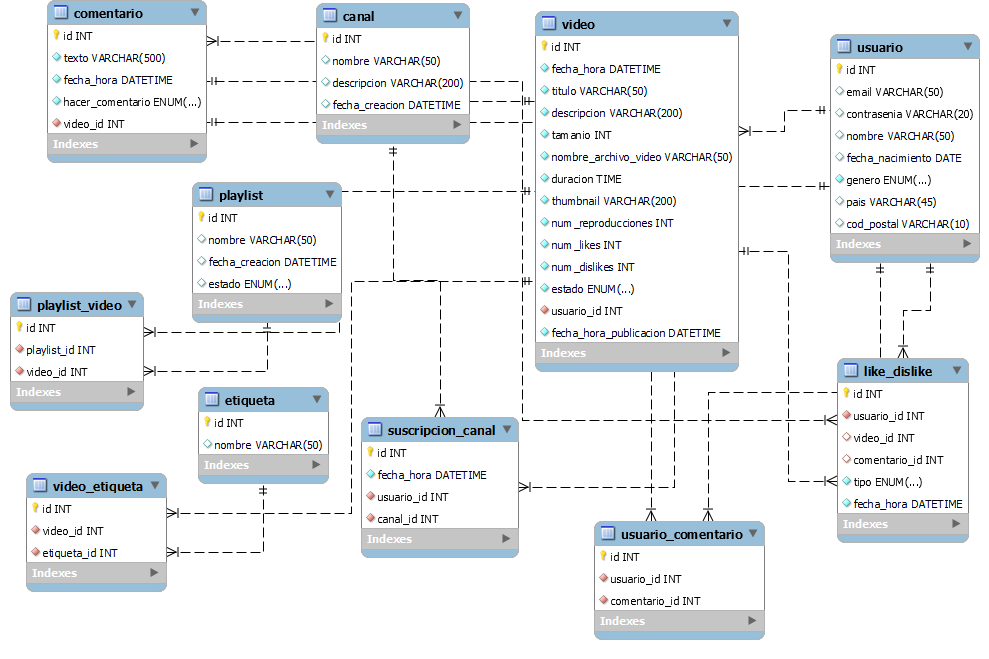 comentario
id INT
texto VARCHAR(500)
fecha_hora DATETIME
hacer_comentario ENUM(...)
video_id INT
Indexes
canal
id INT
nombre VARCHAR(50)
descripcion VARCHAR(200)
fecha_creacion DATETIME
Indexes
video
id INT
fecha_hora DATETIME
titulo VARCHAR(50)
descripcion VARCHAR(200)
tamanio INT
nombre_archivo_video VARCHAR(50)
duracion TIME
thumbnail VARCHAR(200)
num_reproducciones INT
num_likes INT
num_dislikes INT
estado ENUM(...)
usuario_id INT
fecha_hora_publicacion DATETIME
Indexes
usuario
id INT
email VARCHAR(50)
contrasenia VARCHAR(20)
nombre VARCHAR(50)
fecha_nacimiento DATE
genero ENUM(...)
pais VARCHAR(45)
cod_postal VARCHAR(10)
Indexes
playlist
id INT
nombre VARCHAR(50)
fecha_creacion DATETIME
estado ENUM(...)
Indexes
playlist_video
id INT
playlist_id INT
video_id INT
Indexes
etiqueta
id INT
nombre VARCHAR(50)
Indexes
like_dislike
id INT
usuario_id INT
video_id INT
comentario_id INT
tipo ENUM(...)
fecha_hora DATETIME
Indexes
suscripcion_canal
id INT
fecha_hora DATETIME
usuario_id INT
canal_id INT
Indexes
video_etiqueta
id INT
video_id INT
etiqueta_id INT
Indexes
usuario_comentario
id INT
usuario_id INT
comentario_id INT
Indexes